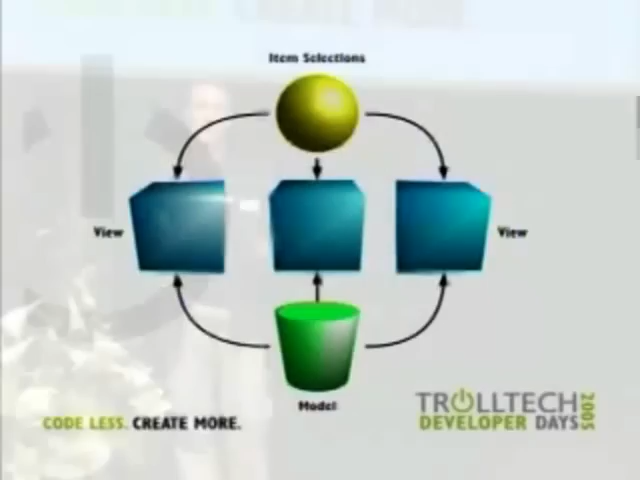 Item Selections
View
View
Model
CODE LESS. CREATE MORE.
TROLLTECH
DEVELOPER DAYS
2005